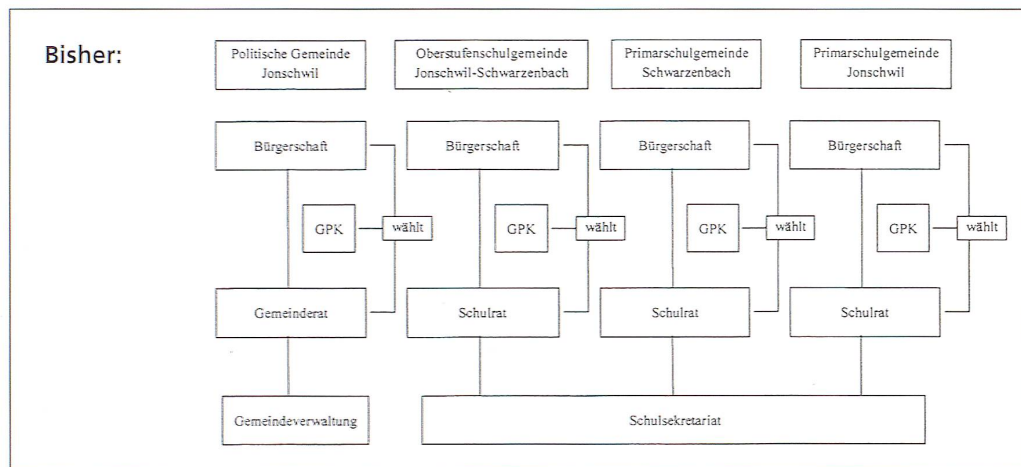 Bisher:
Politische Gemeinde
Jonschwil
Oberstufenschulgemeinde
Jonschwil-Schwarzenbach
Primarschulgemeinde
Schwarzenbach
Primarschulgemeinde
Jonschwil
Bürgerschaft
Bürgerschaft
Bürgerschaft
Bürgerschaft
GPK
wählt
GPK
wählt
GPK
wählt
GPK
wählt
Gemeinderat
Schulrat
Schulrat
Schulrat
Gemeindeverwaltung
Schulsekretariat